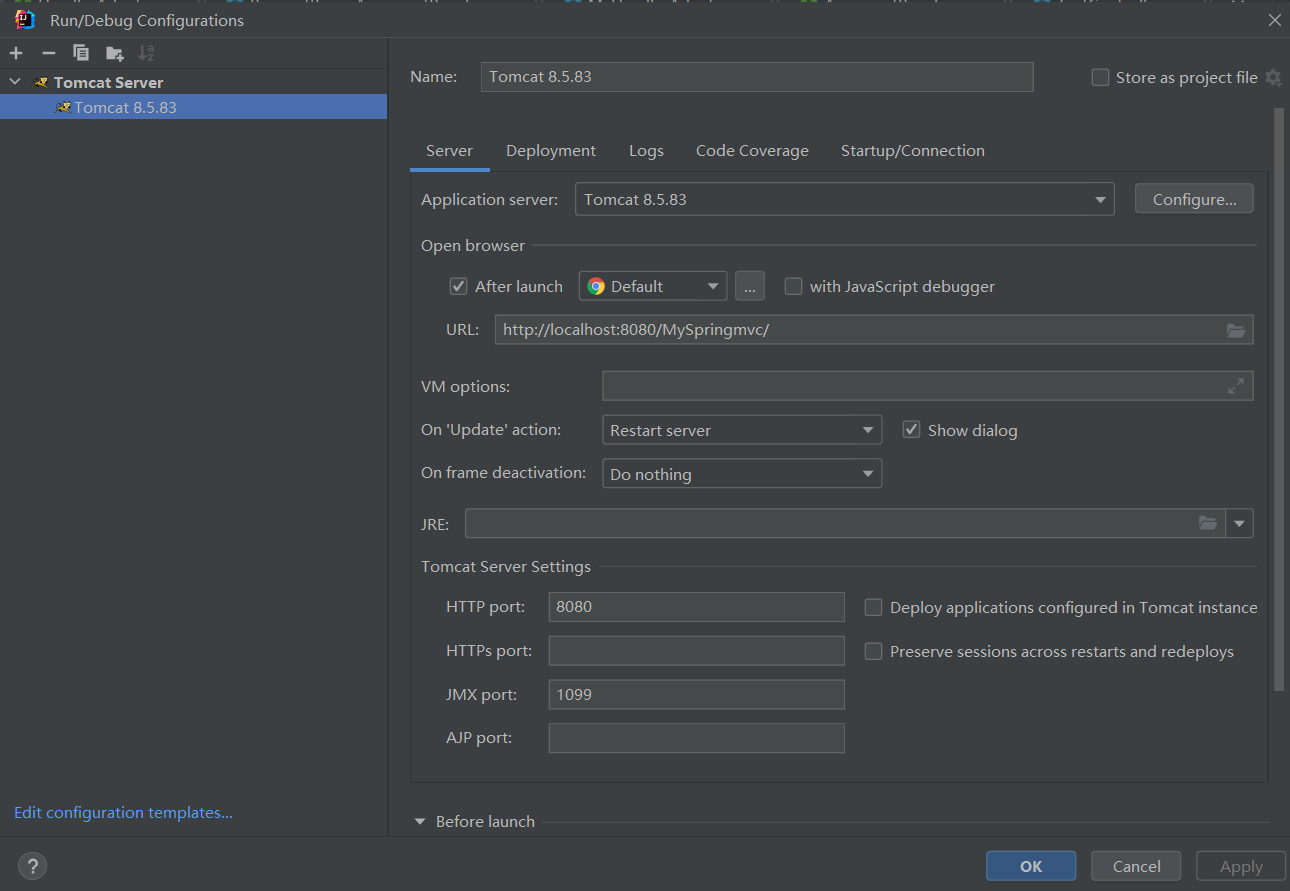 Run/Debug Configurations
Tomcat Server
Tomcat 8.5.83
Name: Tomcat 8.5.83 Store as project file
Server Deployment Logs Code Coverage Startup/Connection
Application server: Tomcat 8.5.83 Configure...
Open browser
After launch Default ... with JavaScript debugger
URL: http://localhost:8080/MySpringmvc/
VM options:
On 'Update' action: Restart server Show dialog
On frame deactivation: Do nothing
JRE:
Tomcat Server Settings
HTTP port: 8080 Deploy applications configured in Tomcat instance
HTTPs port: Preserve sessions across restarts and redeploys
JMX port: 1099
AJP port:
Edit configuration templates...
Before launch
? OK Cancel Apply